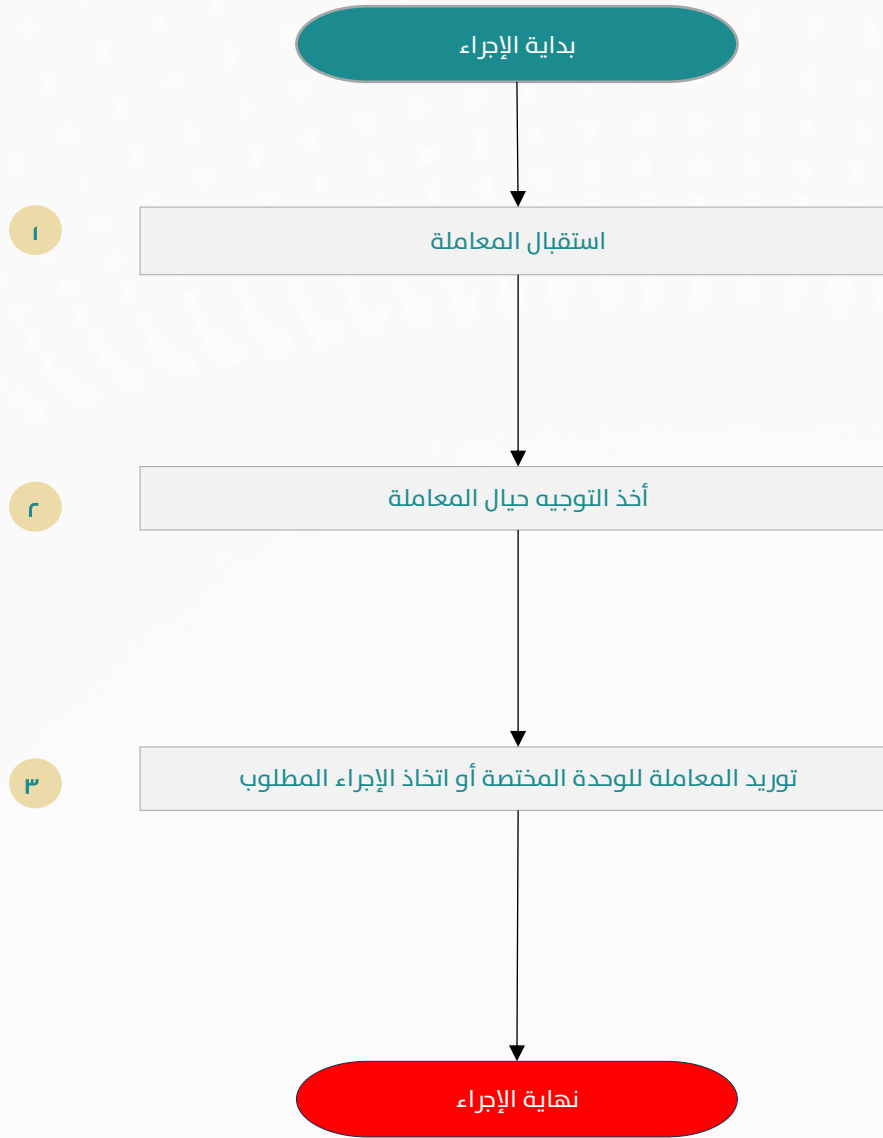 بداية الإجراء
١
استقبال المعاملة
٢
أخذ التوجيه حيال المعاملة
٣
توريد المعاملة للوحدة المختصة أو اتخاذ الإجراء المطلوب
نهاية الإجراء